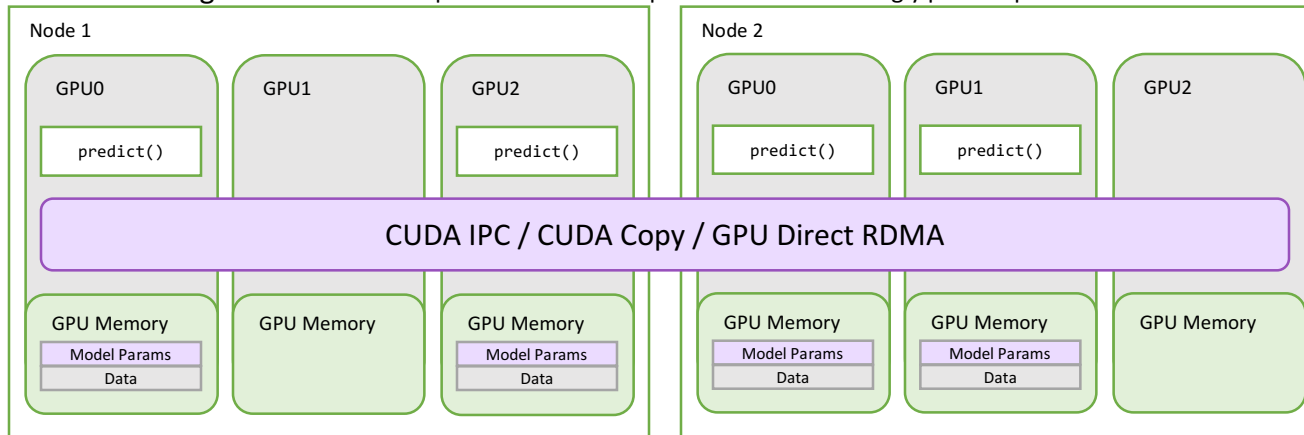 Node 1
Node 2
GPU0
GPU1
GPU2
GPU0
GPU1
GPU2
predict()
predict()
predict()
predict()
CUDA IPC / CUDA Copy / GPU Direct RDMA
GPU Memory
GPU Memory
GPU Memory
GPU Memory
GPU Memory
GPU Memory
Model Params
Model Params
Model Params
Model Params
Data
Data
Data
Data